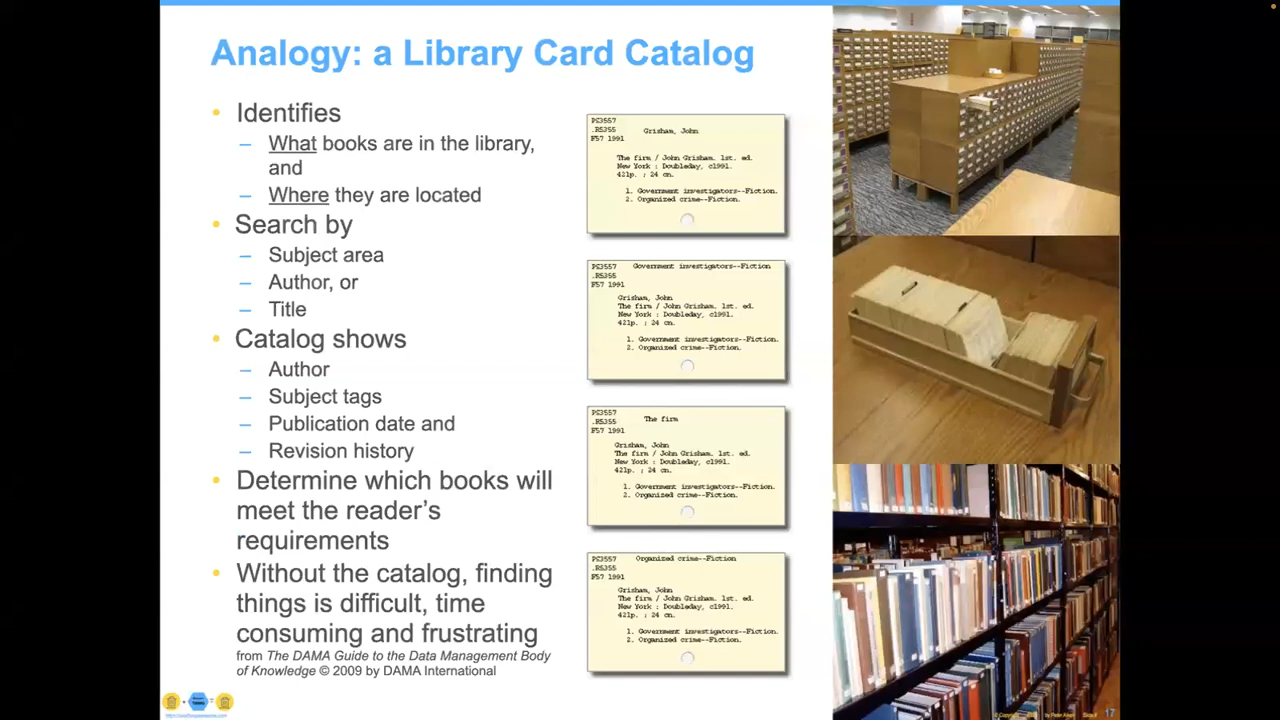 Analogy: a Library Card Catalog
• Identifies
– What books are in the library,
and
– Where they are located
• Search by
– Subject area
– Author, or
– Title
• Catalog shows
– Author
– Subject tags
– Publication date and
– Revision history
• Determine which books will
meet the reader's
requirements
• Without the catalog, finding
things is difficult, time
consuming and frustrating
from The DAMA Guide to the Data Management Body
of Knowledge © 2009 by DAMA International
PS3557
.R5355
F57 1991
Grisham, John
The firm / John Grisham. 1st. ed.
New York : Doubleday, c1991.
421p. ; 24 cm.
1. Government investigators--Fiction.
2. Organized crime--Fiction.
PS3557
.R5355
F57 1991
Government investigators--Fiction
Grisham, John
The firm / John Grisham. 1st. ed.
New York : Doubleday, c1991.
421p. ; 24 cm.
1. Government investigators--Fiction.
2. Organized crime--Fiction.
PS3557
.R5355
F57 1991
The firm
Grisham, John
The firm / John Grisham. 1st. ed.
New York : Doubleday, c1991.
421p. ; 24 cm.
1. Government investigators--Fiction.
2. Organized crime--Fiction.
PS3557
.R5355
F57 1991
Organized crime--Fiction
Grisham, John
The firm / John Grisham. 1st. ed.
New York : Doubleday, c1991.
421p. ; 24 cm.
1. Government investigators--Fiction.
2. Organized crime--Fiction.
17